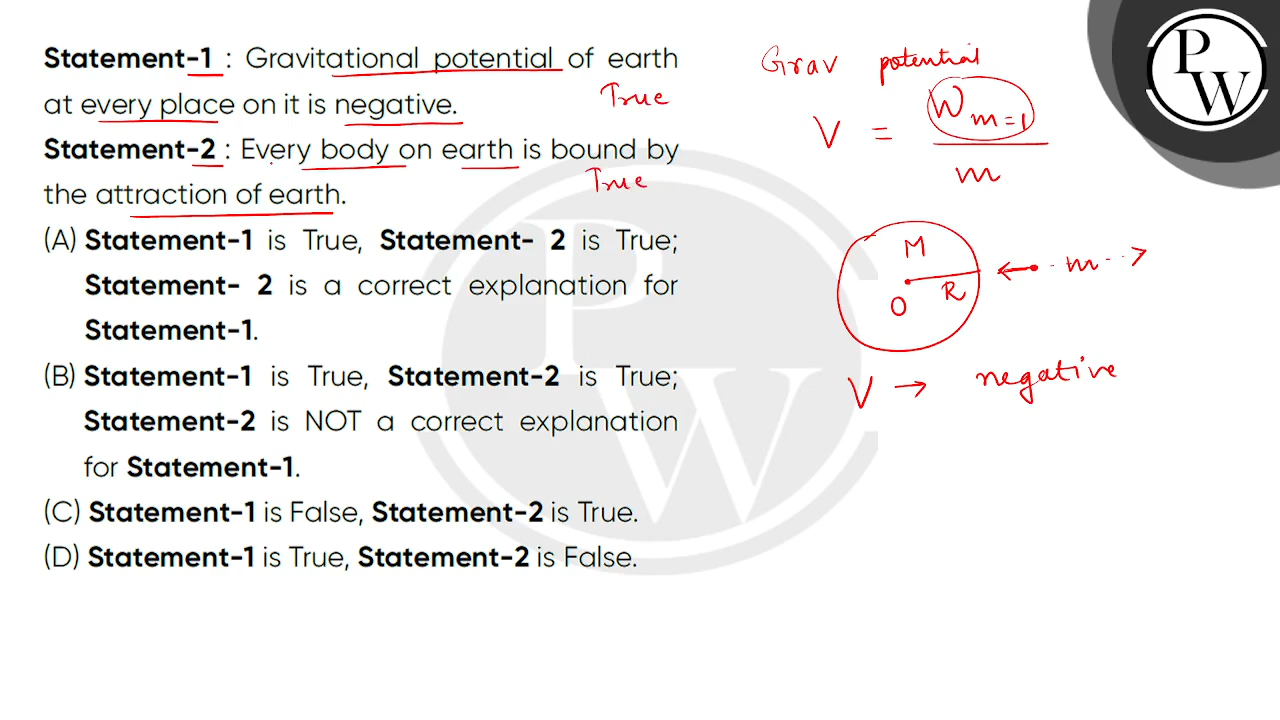 Statement-1 : Gravitational potential of earth
at every place on it is negative.
True
Statement-2 : Every body on earth is bound by
the attraction of earth.
True
(A) Statement-1 is True, Statement- 2 is True;
Statement- 2 is a correct explanation for
Statement-1.
(B) Statement-1 is True, Statement-2 is True;
Statement-2 is NOT a correct explanation
for Statement-1.
(C) Statement-1 is False, Statement-2 is True.
(D) Statement-1 is True, Statement-2 is False.
Grav potential
V = W m=1
m
M
O R
m
V → negative
P
W
P
W